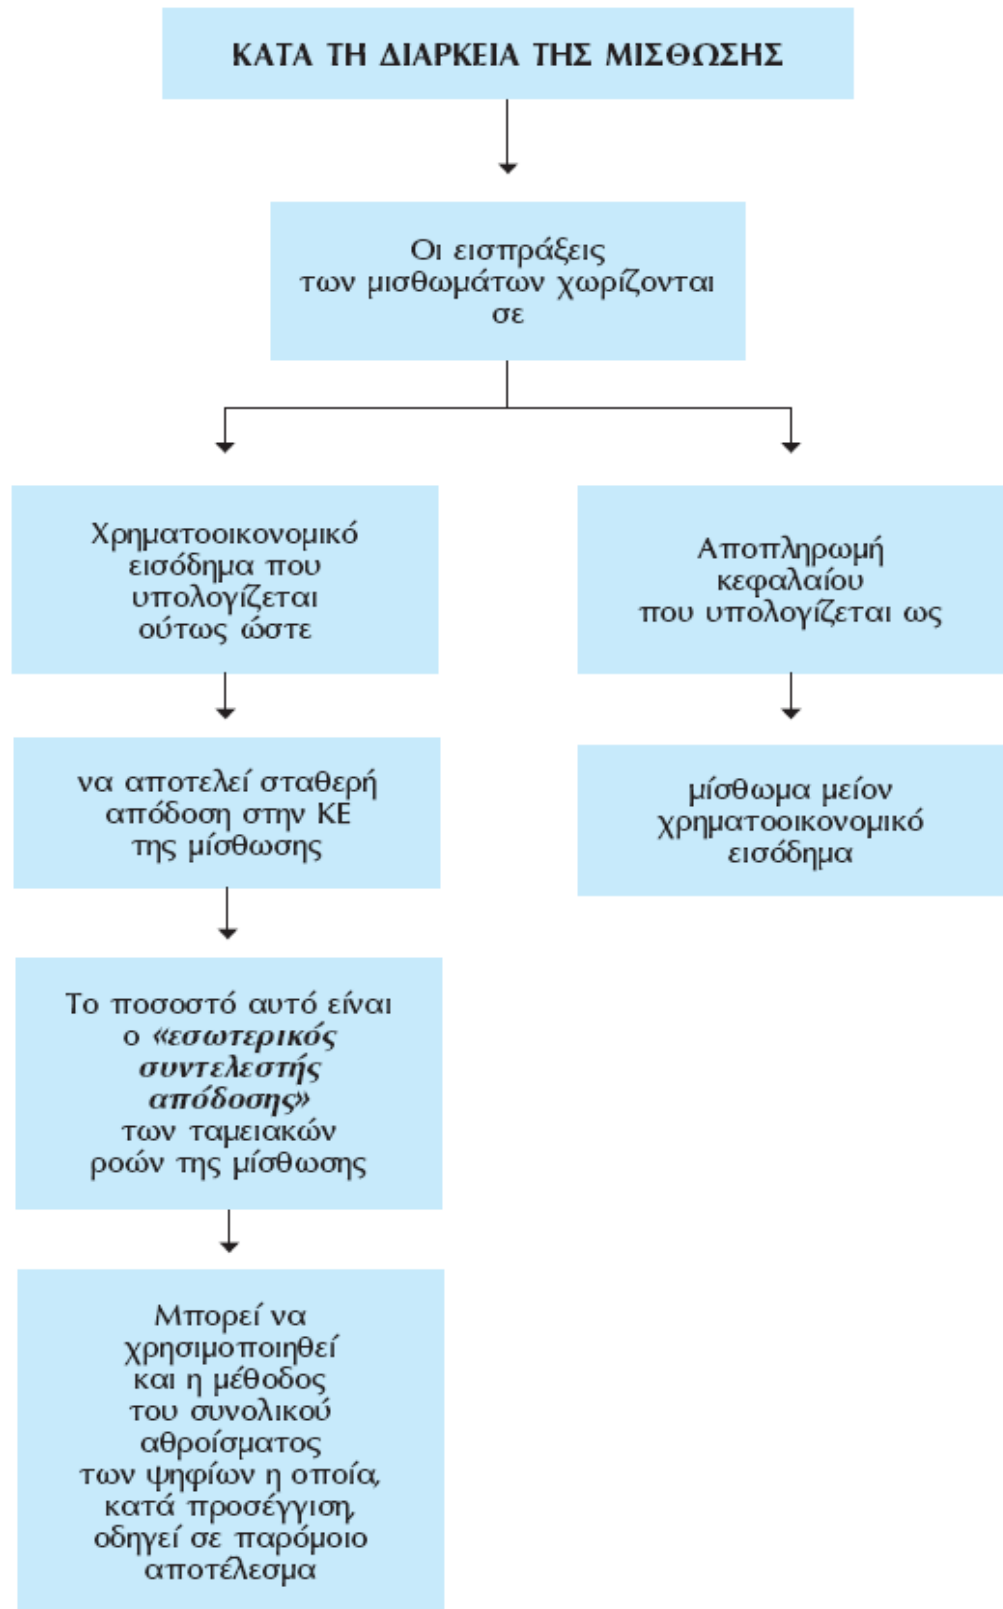 ΚΑΤΑ ΤΗ ΔΙΑΡΚΕΙΑ ΤΗΣ ΜΙΣΘΩΣΗΣ
Οι εισπράξεις
των μισθωμάτων χωρίζονται
σε
Χρηματοοικονομικό
εισόδημα που
υπολογίζεται
ούτως ώστε
να αποτελεί σταθερή
απόδοση στην ΚΕ
της μίσθωσης
Το ποσοστό αυτό είναι
ο «εσωτερικός
συντελεστής
απόδοσης»
των ταμειακών
ροών της μίσθωσης
Μπορεί να
χρησιμοποιηθεί
και η μέθοδος
του συνολικού
αθροίσματος
των ψηφίων η οποία,
κατά προσέγγιση,
οδηγεί σε παρόμοιο
αποτέλεσμα
Αποπληρωμή
κεφαλαίου
που υπολογίζεται ως
μίσθωμα μείον
χρηματοοικονομικό
εισόδημα